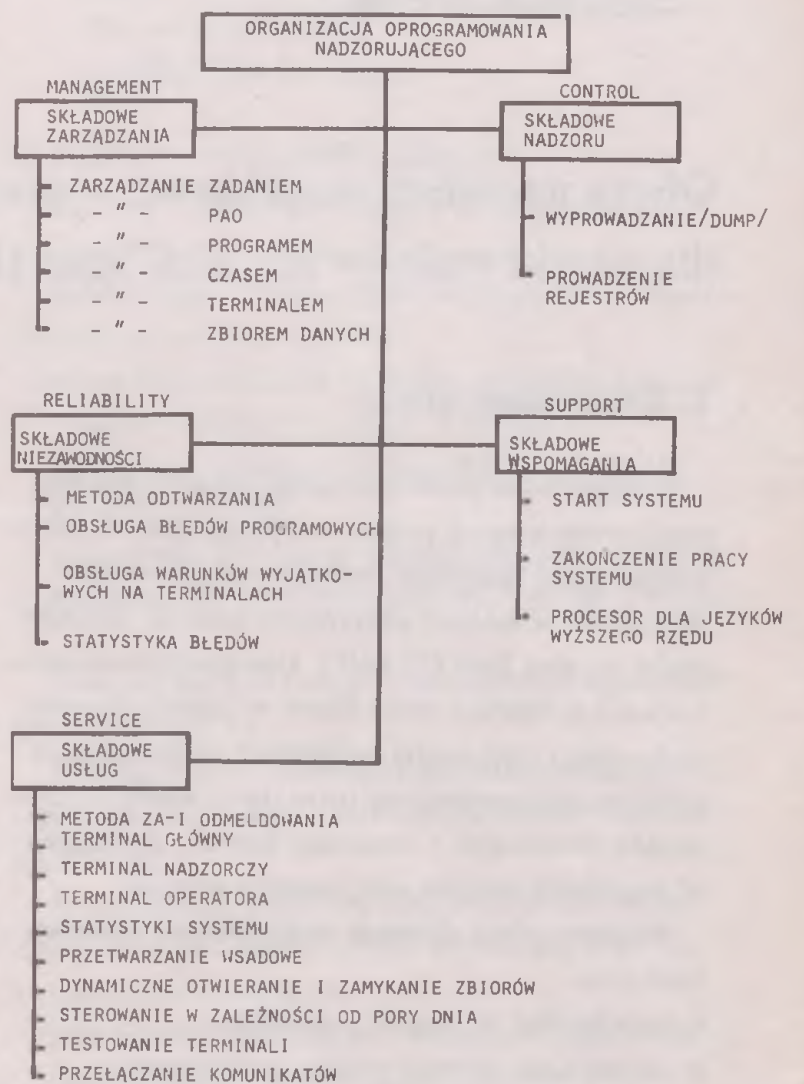 ORGANIZACJA OPROGRAMOWANIA
NADZORUJĄCEGO
MANAGEMENT
SKŁADOWE
ZARZĄDZANIA
ZARZĄDZANIE ZADANIEM
- " - PAO
- " - PROGRAMEM
- " - CZASEM
- " - TERMINALEM
- " - ZBIOREM DANYCH
CONTROL
SKŁADOWE
NADZORU
WYPROWADZANIE/DUMP/
PROWADZENIE
REJESTRÓW
RELIABILITY
SKŁADOWE
NIEZAWODNOŚCI
METODA ODTWARZANIA
OBSŁUGA BŁĘDÓW PROGRAMOWYCH
OBSŁUGA WARUNKÓW WYJĄTKO-
WYCH NA TERMINALACH
STATYSTYKA BŁĘDÓW
SUPPORT
SKŁADOWE
WSPOMAGANIA
START SYSTEMU
ZAKOŃCZENIE PRACY
SYSTEMU
PROCESOR DLA JĘZYKÓW
WYŻSZEGO RZĘDU
SERVICE
SKŁADOWE
USŁUG
METODA ZA-I ODMELDOWANIA
TERMINAL GŁÓWNY
TERMINAL NADZORCZY
TERMINAL OPERATORA
STATYSTYKI SYSTEMU
PRZETWARZANIE WSADOWE
DYNAMICZNE OTWIERANIE I ZAMYKANIE ZBIORÓW
STEROWANIE W ZALEŻNOŚCI OD PORY DNIA
TESTOWANIE TERMINALI
PRZEŁĄCZANIE KOMUNIKATÓW